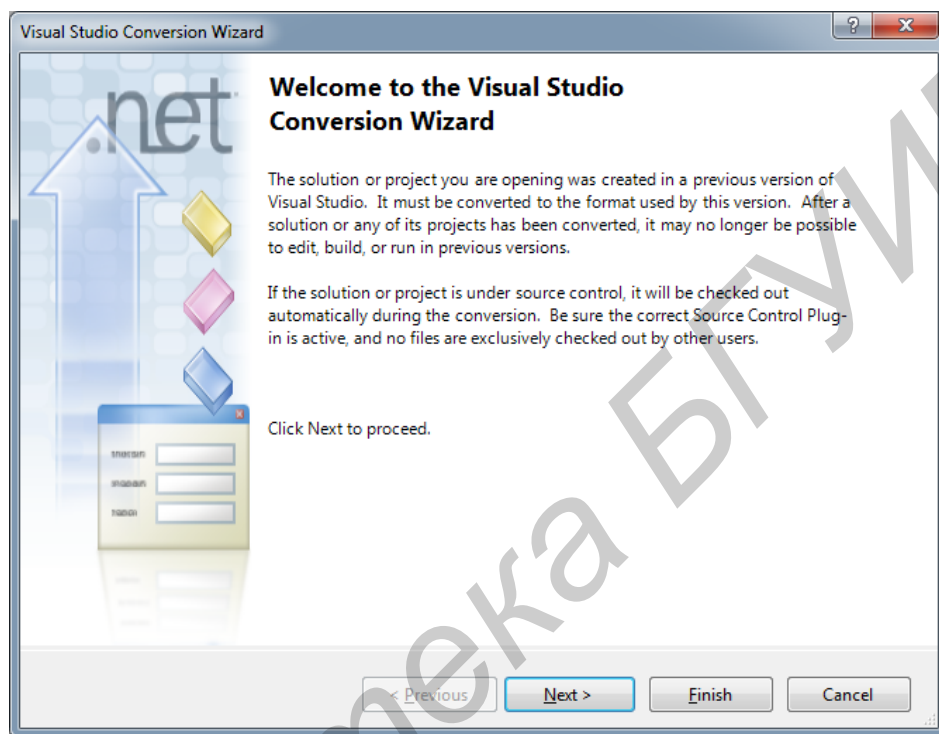 Visual Studio Conversion Wizard
.net
Welcome to the Visual Studio
Conversion Wizard
The solution or project you are opening was created in a previous version of
Visual Studio. It must be converted to the format used by this version. After a
solution or any of its projects has been converted, it may no longer be possible
to edit, build, or run in previous versions.
If the solution or project is under source control, it will be checked out
automatically during the conversion. Be sure the correct Source Control Plug-
in is active, and no files are exclusively checked out by other users.
Click Next to proceed.
< Previous
Next >
Finish
Cancel
тека БГУИ